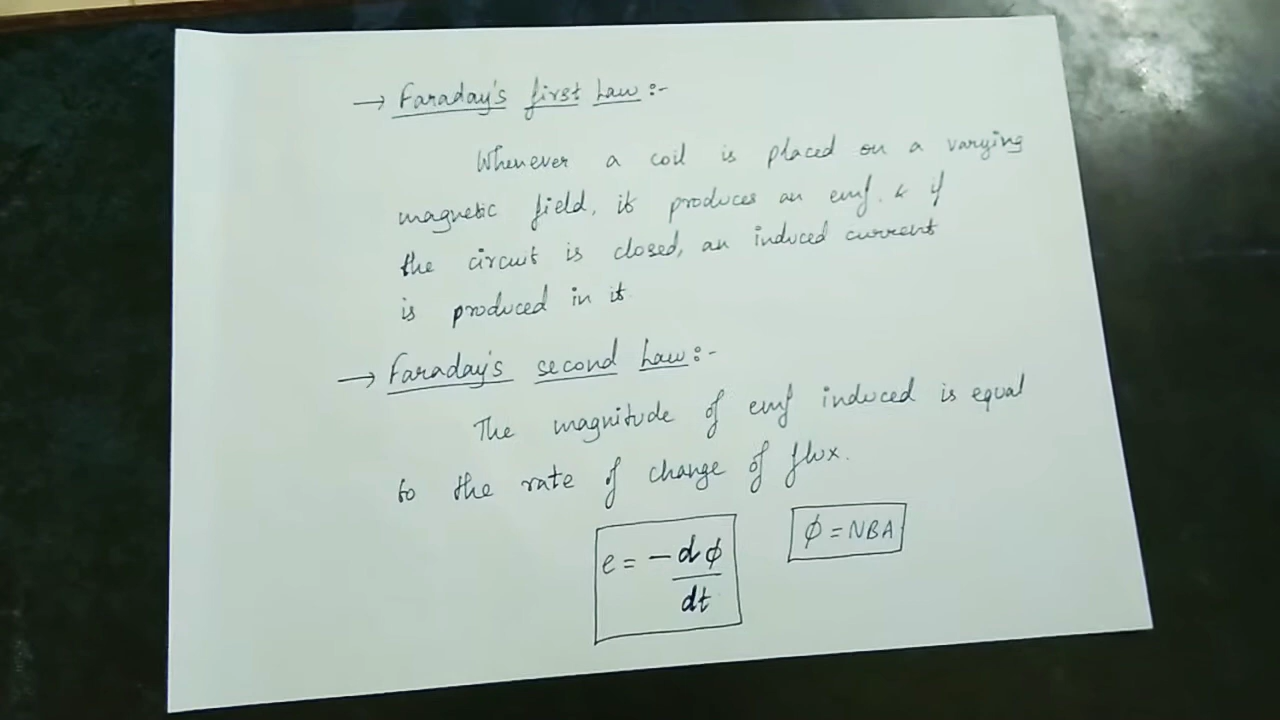 → Faraday's first Law :-
Whenever a coil is placed on a varying
magnetic field, it produces an emf. & if
the circuit is closed, an induced current
is produced in it.
→ Faraday's second Law :-
The magnitude of emf induced is equal
to the rate of change of flux.
e = -dϕ/dt
ϕ = NBA